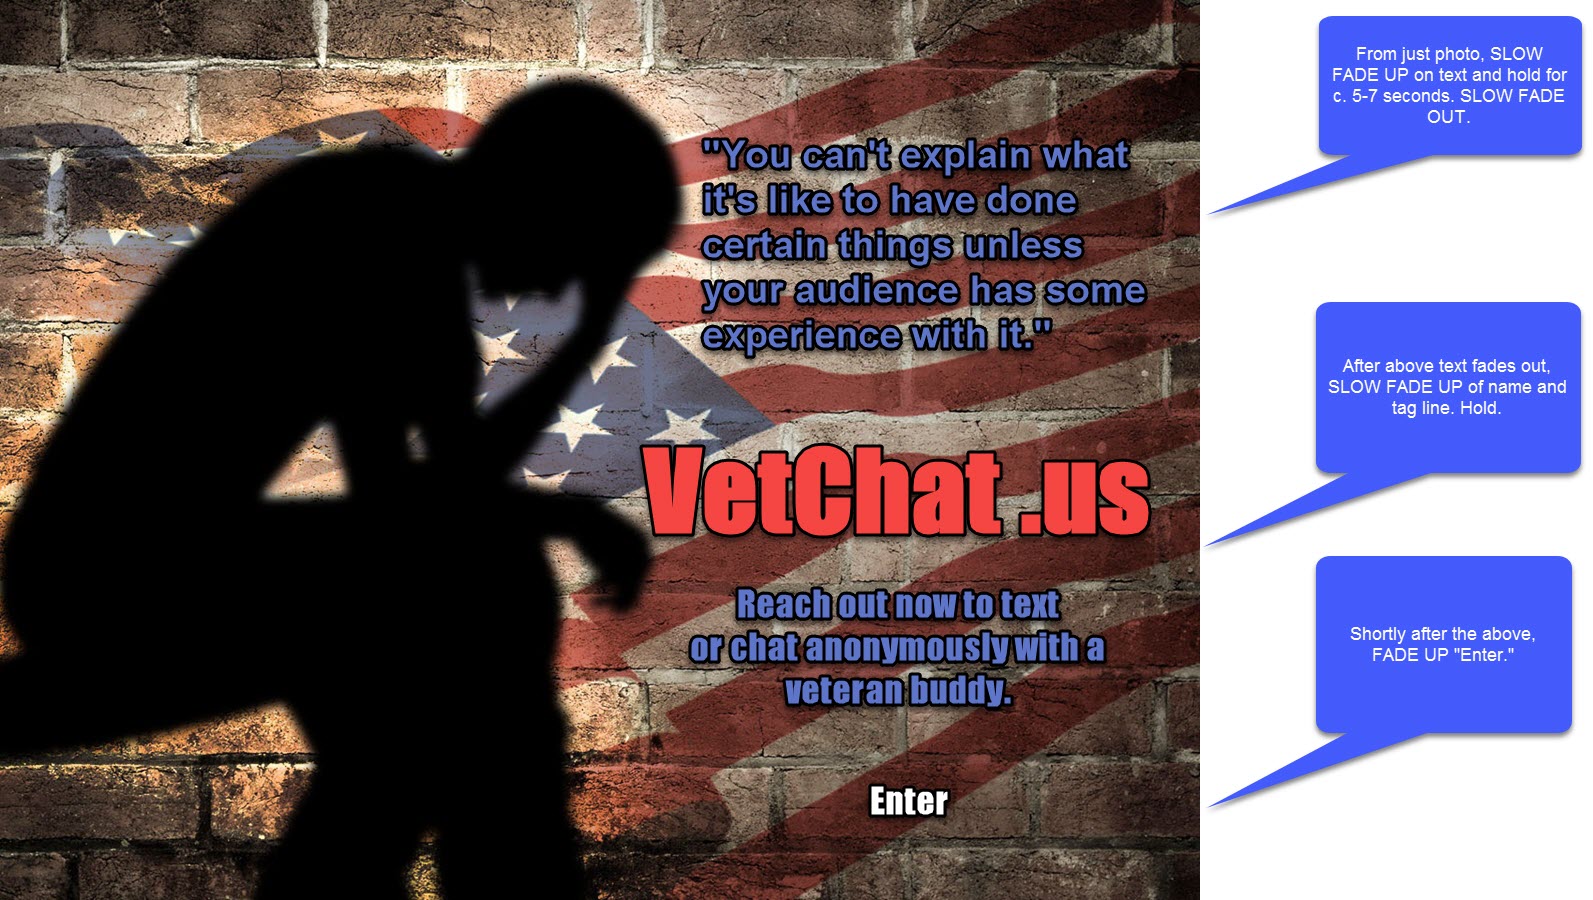 "You can't explain what
it's like to have done
certain things unless
your audience has some
experience with it."
VetChat .us
Reach out now to text
or chat anonymously with a
veteran buddy.
Enter
From just photo, SLOW
FADE UP on text and hold for
c. 5-7 seconds. SLOW FADE
OUT.
After above text fades out,
SLOW FADE UP of name and
tag line. Hold.
Shortly after the above,
FADE UP "Enter."